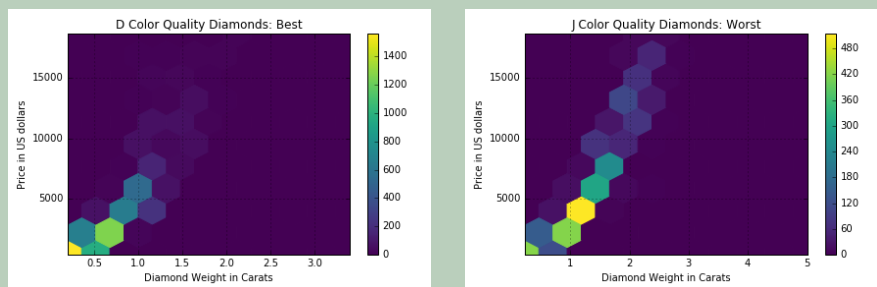 D Color Quality Diamonds: Best
Price in US dollars
15000
10000
5000
0.5 1.0 1.5 2.0 2.5 3.0
Diamond Weight in Carats
1400
1200
1000
800
600
400
200
0
J Color Quality Diamonds: Worst
Price in US dollars
15000
10000
5000
1 2 3 4 5
Diamond Weight in Carats
480
420
360
300
240
180
120
60
0